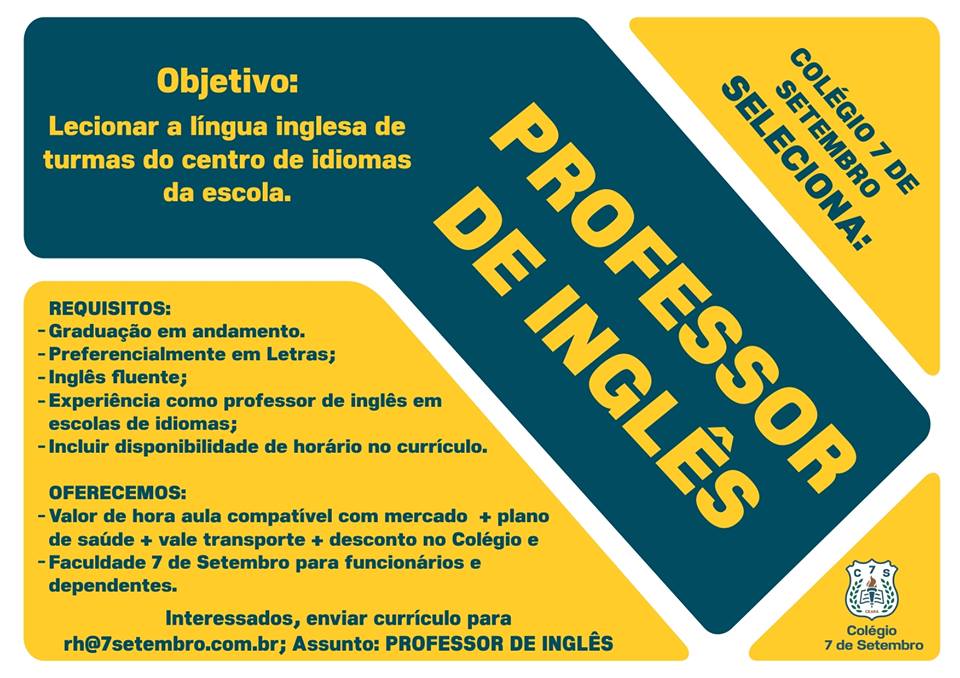 COLÉGIO 7 DE
SETEMBRO
SELECIONA:
PROFESSOR
DE INGLÊS
Objetivo:
Lecionar a língua inglesa de
turmas do centro de idiomas
da escola.
REQUISITOS:
- Graduação em andamento.
- Preferencialmente em Letras;
- Inglês fluente;
- Experiência como professor de inglês em
escolas de idiomas;
- Incluir disponibilidade de horário no currículo.
OFERECEMOS:
- Valor de hora aula compatível com mercado + plano
de saúde + vale transporte + desconto no Colégio e
- Faculdade 7 de Setembro para funcionários e
dependentes.
Interessados, enviar currículo para
rh@7setembro.com.br; Assunto: PROFESSOR DE INGLÊS
C 7 S
CEARÁ
Colégio
7 de Setembro